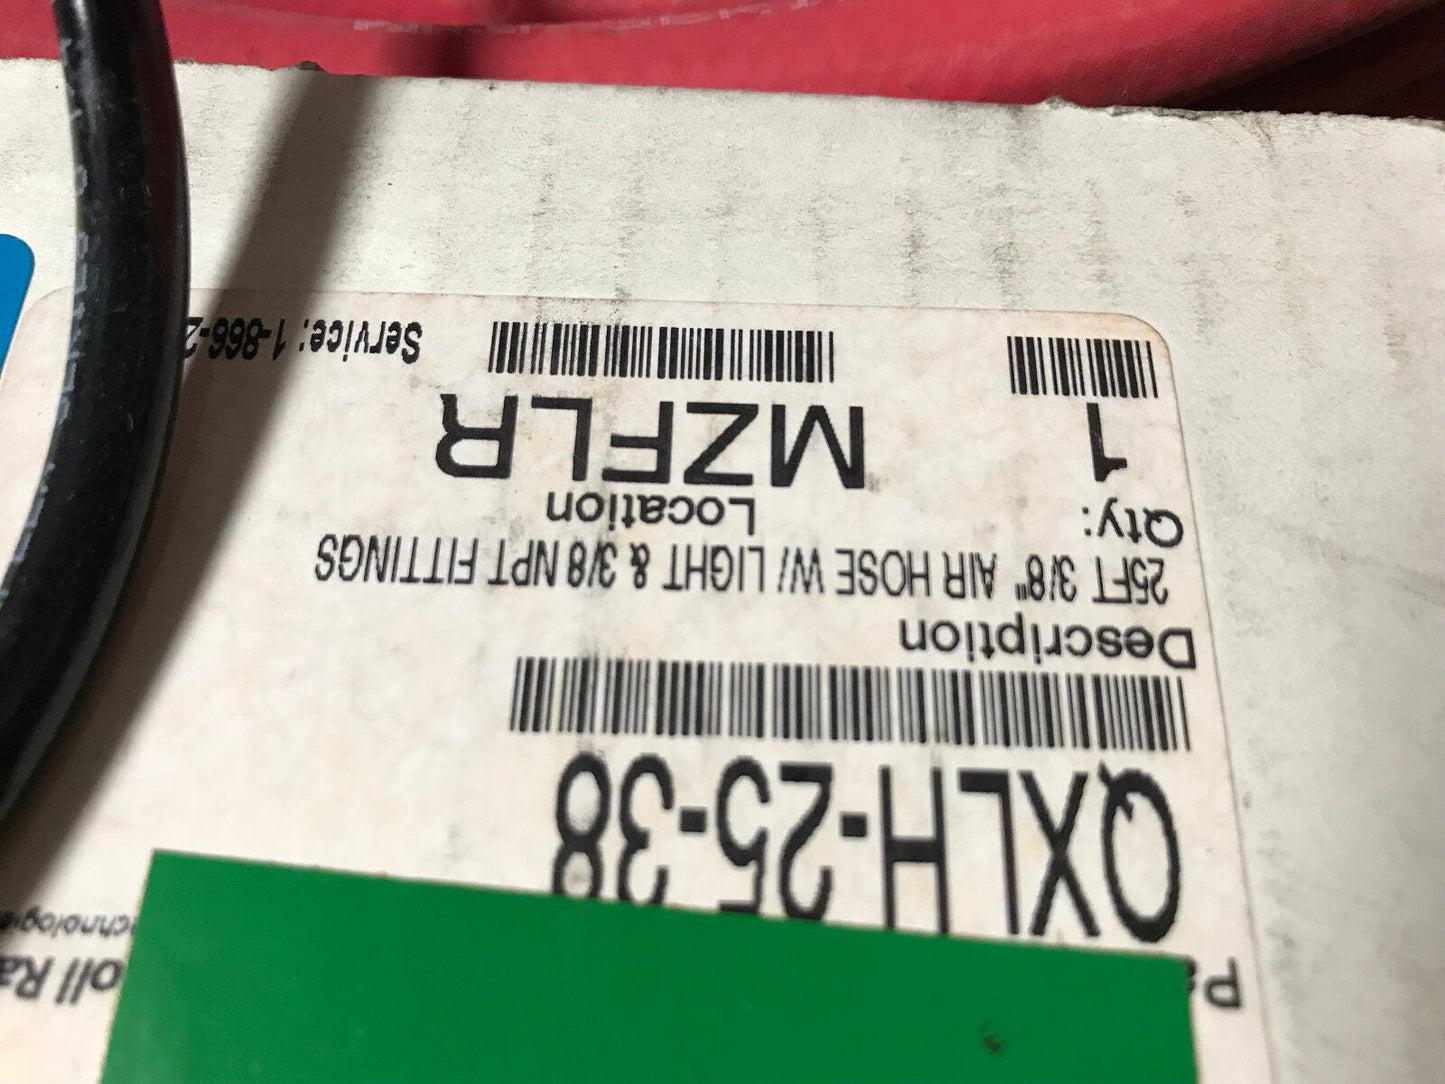 QXLH-25-38
Description
25FT 3/8" AIR HOSE W/ LIGHT & 3/8 NPT FITTINGS
Qty: Location
1 MZFLR
Service: 1-866-2